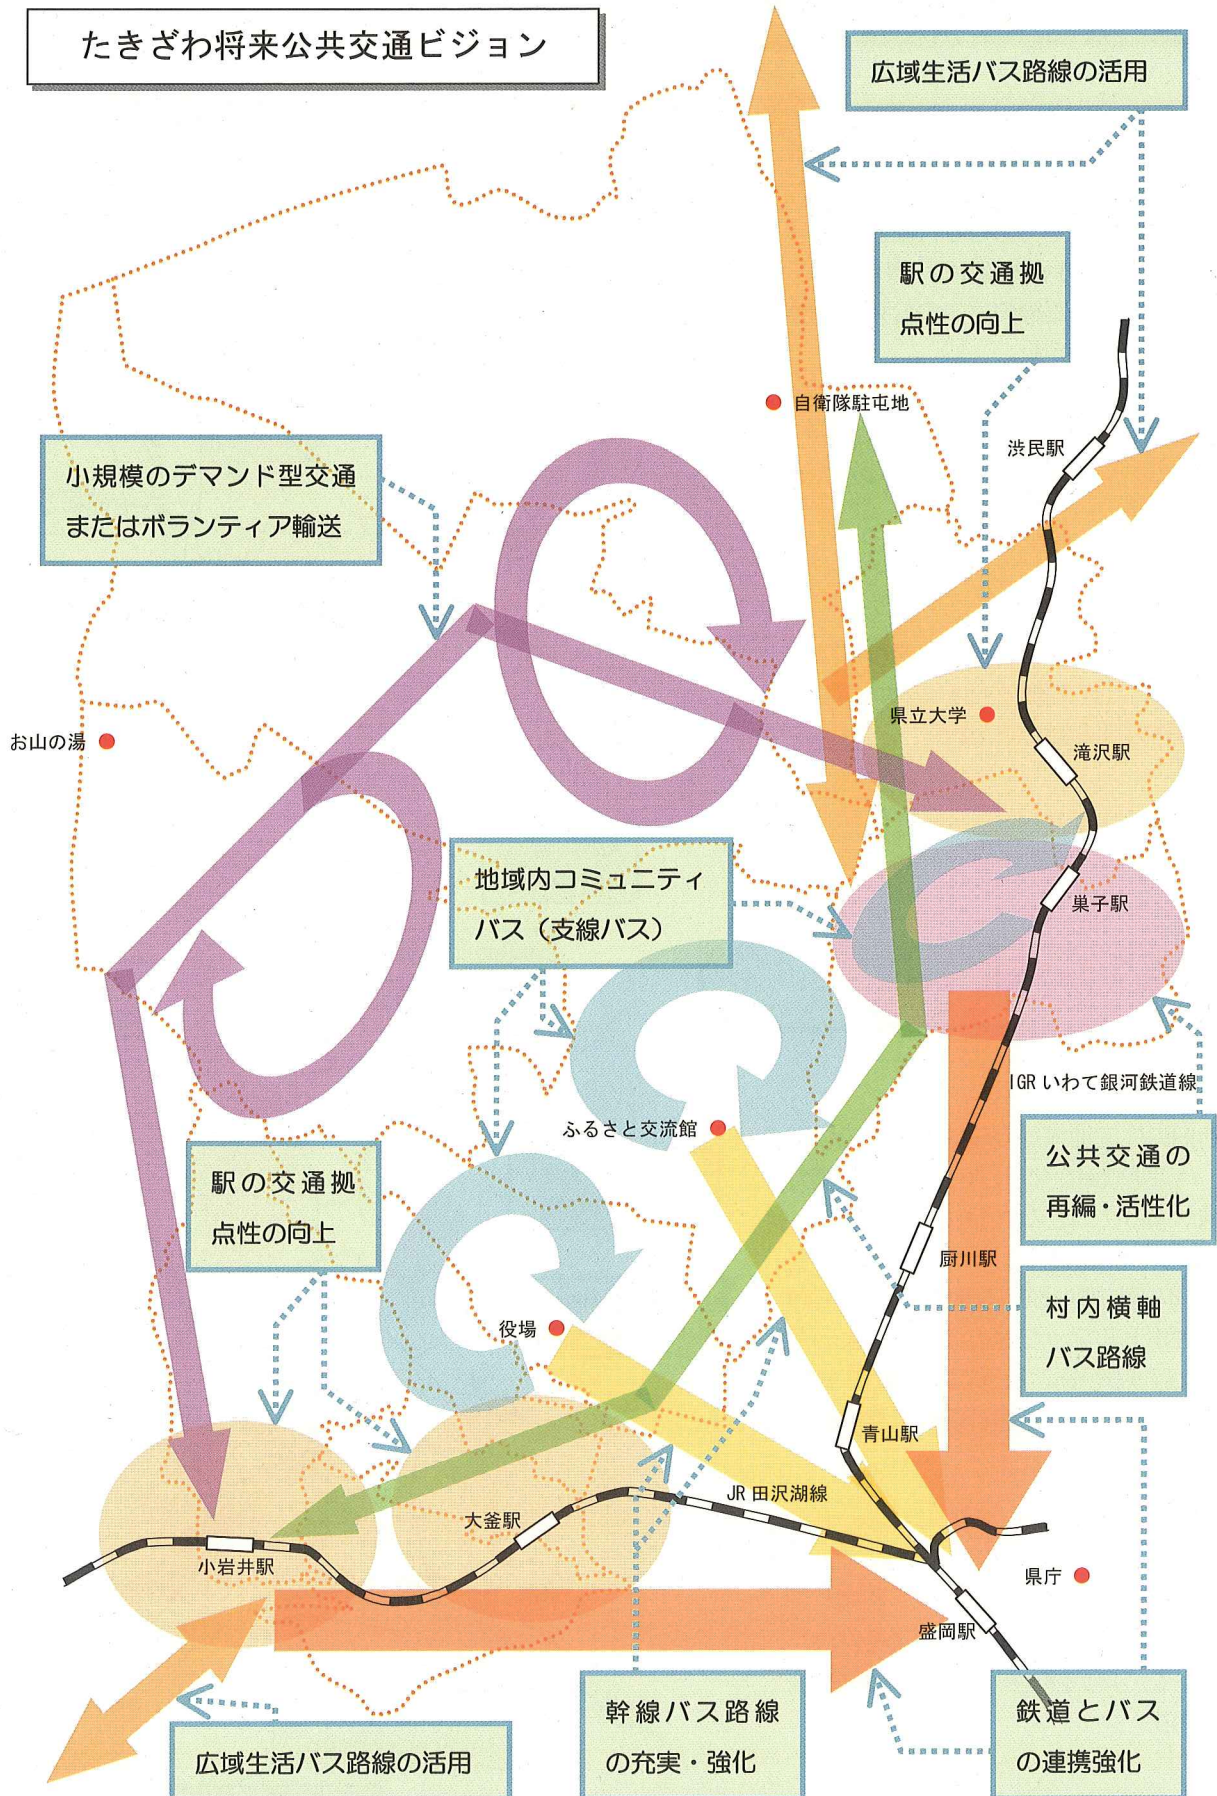 たきざわ将来公共交通ビジョン
広域生活バス路線の活用
駅の交通拠
点性の向上
自衛隊駐屯地
渋民駅
小規模のデマンド型交通
またはボランティア輸送
県立大学
お山の湯
滝沢駅
地域内コミュニティ
バス（支線バス）
巣子駅
IGRいわて銀河鉄道線
ふるさと交流館
公共交通の
再編・活性化
駅の交通拠
点性の向上
厨川駅
村内横軸
バス路線
役場
青山駅
JR田沢湖線
大釜駅
小岩井駅
県庁
盛岡駅
幹線バス路線
の充実・強化
鉄道とバス
の連携強化
広域生活バス路線の活用